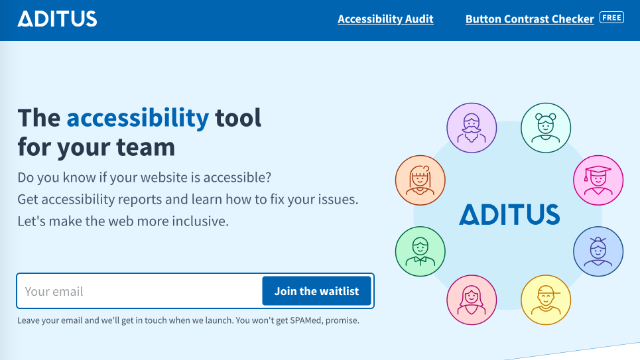 ADITUS
Accessibility Audit
Button Contrast Checker FREE
The accessibility tool
for your team
Do you know if your website is accessible?
Get accessibility reports and learn how to fix your issues.
Let's make the web more inclusive.
ADITUS
Your email
Join the waitlist
Leave your email and we'll get in touch when we launch. You won't get SPAMed, promise.